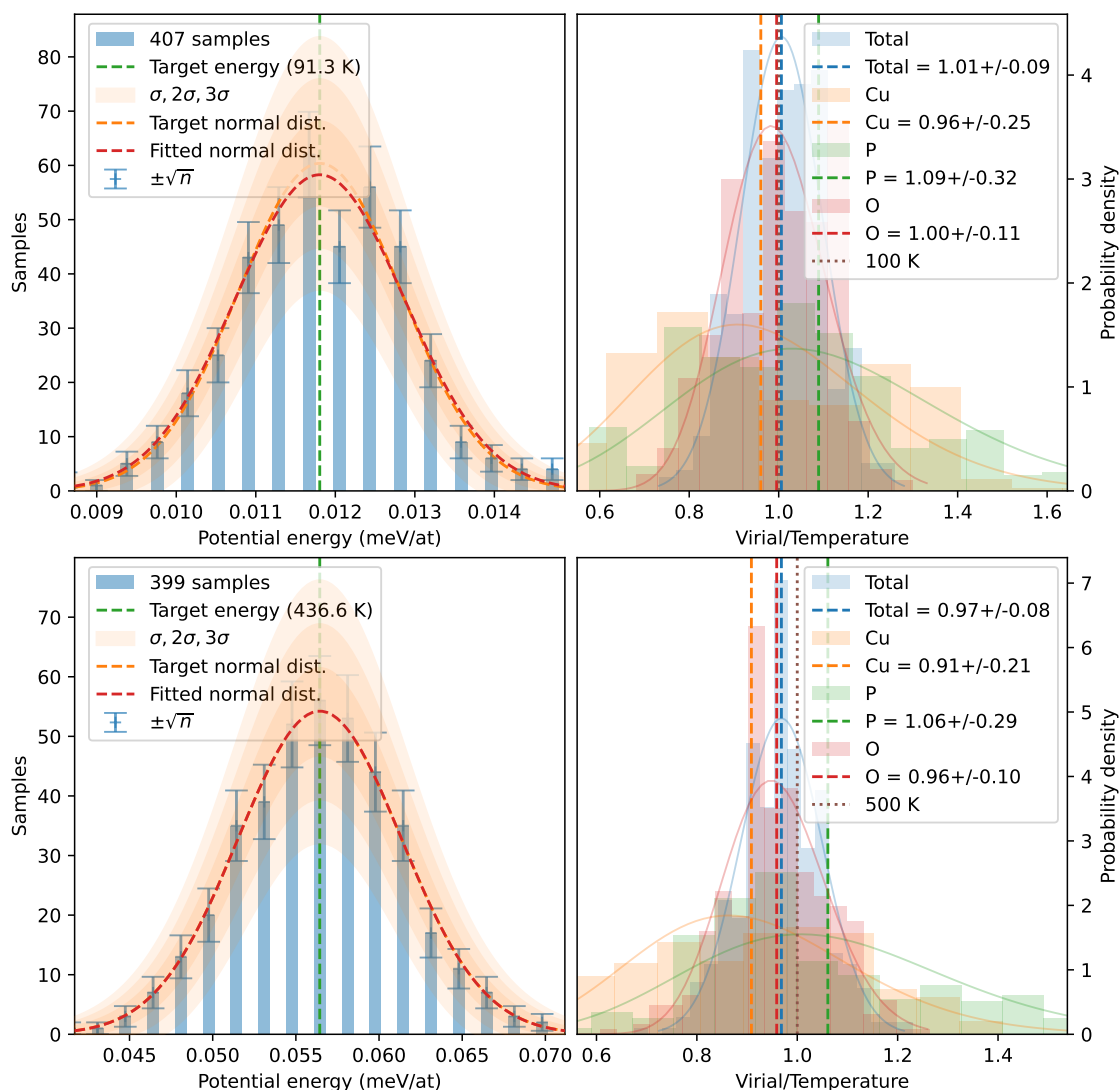 407 samples
Target energy (91.3 K)
σ, 2σ, 3σ
Target normal dist.
Fitted normal dist.
±√n
Samples
80
70
60
50
40
30
20
10
0
0.009 0.010 0.011 0.012 0.013 0.014
Potential energy (meV/at)
Total
Total = 1.01+/-0.09
Cu
Cu = 0.96+/-0.25
P
P = 1.09+/-0.32
O
O = 1.00+/-0.11
100 K
4
3
2
1
0
Probability density
0.6 0.8 1.0 1.2 1.4 1.6
Virial/Temperature
399 samples
Target energy (436.6 K)
σ, 2σ, 3σ
Target normal dist.
Fitted normal dist.
±√n
Samples
70
60
50
40
30
20
10
0
0.045 0.050 0.055 0.060 0.065 0.070
Potential energy (meV/at)
Total
Total = 0.97+/-0.08
Cu
Cu = 0.91+/-0.21
P
P = 1.06+/-0.29
O
O = 0.96+/-0.10
500 K
7
6
5
4
3
2
1
0
Probability density
0.6 0.8 1.0 1.2 1.4
Virial/Temperature